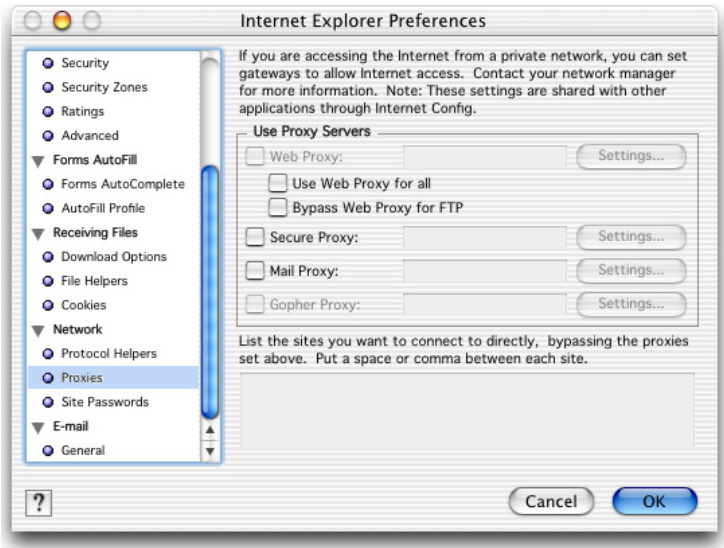 Internet Explorer Preferences
Security
Security Zones
Ratings
Advanced
Forms AutoFill
Forms AutoComplete
AutoFill Profile
Receiving Files
Download Options
File Helpers
Cookies
Network
Protocol Helpers
Proxies
Site Passwords
E-mail
General
If you are accessing the Internet from a private network, you can set
gateways to allow Internet access. Contact your network manager
for more information. Note: These settings are shared with other
applications through Internet Config.
Use Proxy Servers
Web Proxy: Settings...
Use Web Proxy for all
Bypass Web Proxy for FTP
Secure Proxy: Settings...
Mail Proxy: Settings...
Gopher Proxy: Settings...
List the sites you want to connect to directly, bypassing the proxies
set above. Put a space or comma between each site.
? Cancel OK